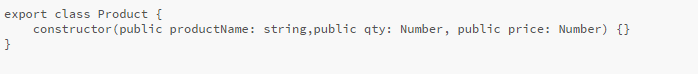 export class Product {
    constructor(public productName: string,public qty: Number, public price: Number) {}
}